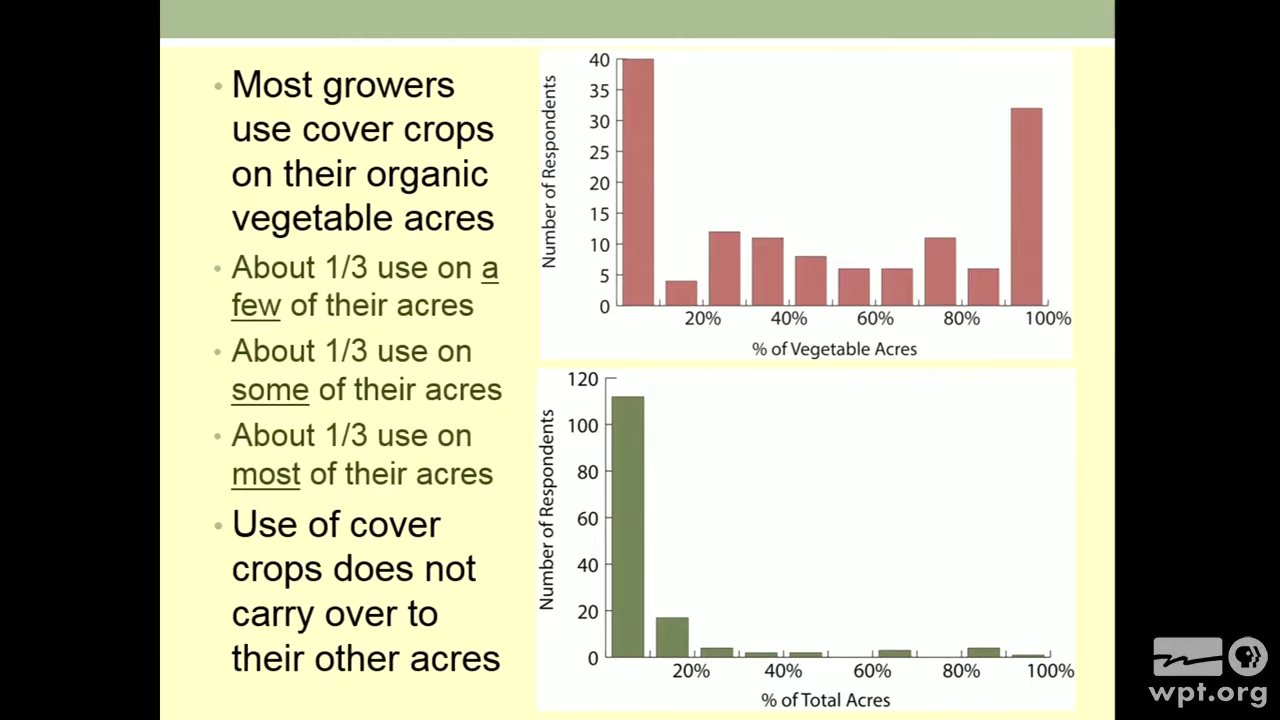 Most growers
use cover crops
on their organic
vegetable acres
About 1/3 use on a
few of their acres
About 1/3 use on
some of their acres
About 1/3 use on
most of their acres
Use of cover
crops does not
carry over to
their other acres
Number of Respondents
40
35
30
25
20
15
10
5
0
20% 40% 60% 80% 100%
% of Vegetable Acres
Number of Respondents
120
100
80
60
40
20
0
20% 40% 60% 80% 100%
% of Total Acres
wpt.org